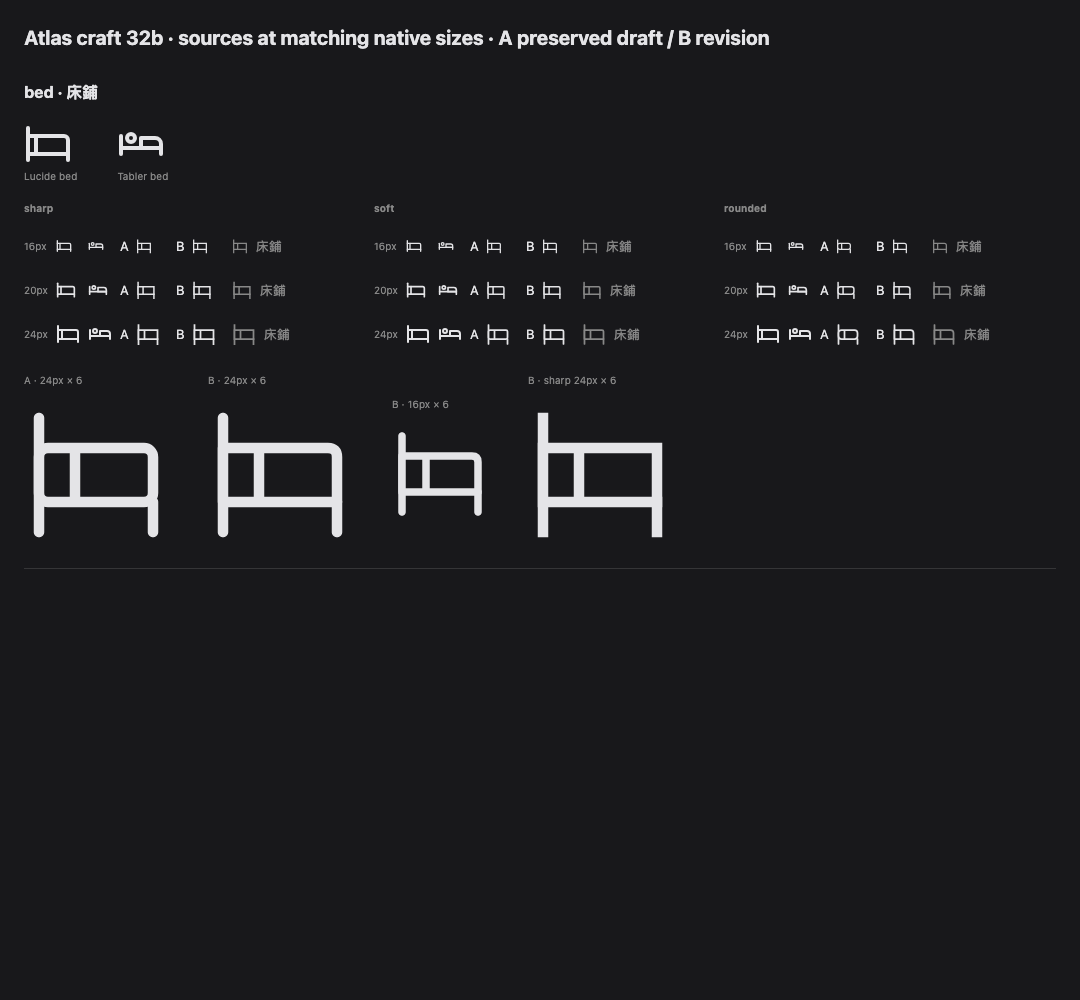 Atlas craft 32b · sources at matching native sizes · A preserved draft / B revision
bed · 床鋪
Lucide bed
Tabler bed
sharp
soft
rounded
16px A B 床鋪
16px A B 床鋪
16px A B 床鋪
20px A B 床鋪
20px A B 床鋪
20px A B 床鋪
24px A B 床鋪
24px A B 床鋪
24px A B 床鋪
A · 24px × 6
B · 24px × 6
B · 16px × 6
B · sharp 24px × 6